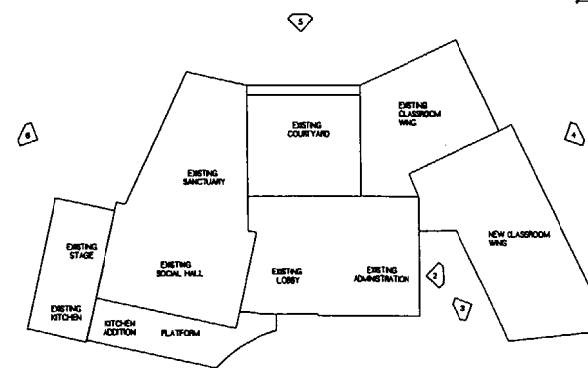 5
EXISTING
CLASSROOM
WING
EXISTING
COURTYARD
6
4
EXISTING
SANCTUARY
NEW CLASSROOM
WING
EXISTING
STAGE
EXISTING
SOCIAL HALL
EXISTING
LOBBY
EXISTING
ADMINISTRATION
2
3
EXISTING
KITCHEN
KITCHEN
ADDITION
PLATFORM